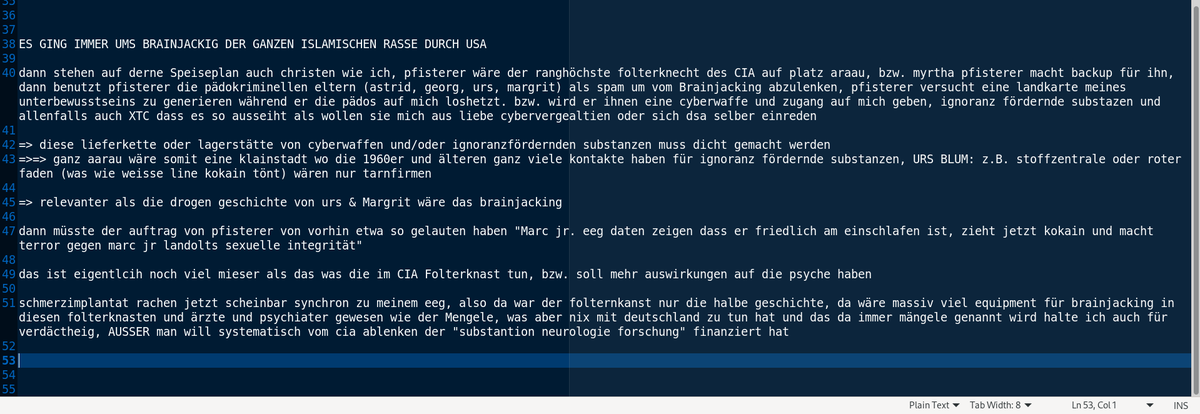 35
36
37
38 ES GING IMMER UMS BRAINJACKIG DER GANZEN ISLAMISCHEN RASSE DURCH USA
39
40 dann stehen auf derne Speiseplan auch christen wie ich, pfisterer wäre der ranghöchste folterknecht des CIA auf platz araau, bzw. myrtha pfisterer macht backup für ihn,
dann benutzt pfisterer die pädokriminellen eltern (astrid, georg, urs, margrit) als spam um vom Brainjacking abzulenken, pfisterer versucht eine landkarte meines
unterbewusstseins zu generieren während er die pädos auf mich loshetzt. bzw. wird er ihnen eine cyberwaffe und zugang auf mich geben, ignoranz fördernde substazen und
allenfalls auch XTC dass es so ausseiht als wollen sie mich aus liebe cybervergealtien oder sich dsa selber einreden
41
42 => diese lieferkette oder lagerstätte von cyberwaffen und/oder ignoranzfördernden substanzen muss dicht gemacht werden
43 =>=> ganz aarau wäre somit eine klainstadt wo die 1960er und älteren ganz viele kontakte haben für ignoranz fördernde substanzen, URS BLUM: z.B. stoffzentrale oder roter
faden (was wie weisse line kokain tönt) wären nur tarnfirmen
44
45 => relevanter als die drogen geschichte von urs & Margrit wäre das brainjacking
46
47 dann müsste der auftrag von pfisterer von vorhin etwa so gelauten haben "Marc jr. eeg daten zeigen dass er friedlich am einschlafen ist, zieht jetzt kokain und macht
terror gegen marc jr landolts sexuelle integrität"
48
49 das ist eigentlcih noch viel mieser als das was die im CIA Folterknast tun, bzw. soll mehr auswirkungen auf die psyche haben
50
51 schmerzimplantat rachen jetzt scheinbar synchron zu meinem eeg, also da war der folternkanst nur die halbe geschichte, da wäre massiv viel equipment für brainjacking in
diesen folterknasten und ärzte und psychiater gewesen wie der Mengele, was aber nix mit deutschland zu tun hat und das da immer mängele genannt wird halte ich auch für
verdäctheig, AUSSER man will systematisch vom cia ablenken der "substantion neurologie forschung" finanziert hat
52
53
54
55
Plain Text Tab Width: 8 Ln 53, Col 1 INS